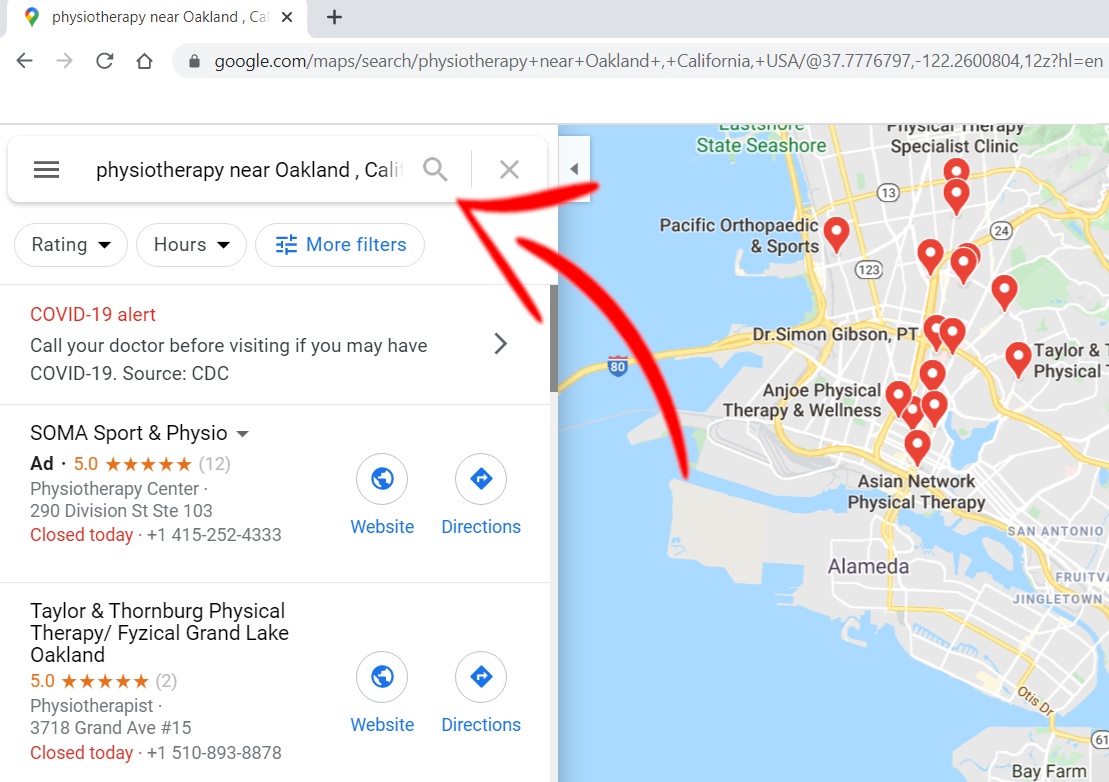 physiotherapy near Oakland , Cal
google.com/maps/search/physiotherapy+near+Oakland+,+California,+USA/@37.7776797,-122.2600804,12z?hl=en
physiotherapy near Oakland , Calif
Rating
Hours
More filters
COVID-19 alert
Call your doctor before visiting if you may have
COVID-19. Source: CDC
SOMA Sport & Physio
Ad · 5.0 ★★★★★ (12)
Physiotherapy Center ·
290 Division St Ste 103
Closed today · +1 415-252-4333
Website
Directions
Taylor & Thornburg Physical
Therapy/ Fyzical Grand Lake
Oakland
5.0 ★★★★★ (2)
Physiotherapist ·
3718 Grand Ave #15
Closed today · +1 510-893-8878
Website
Directions
Eastshore
State Seashore
Physical Therapy
Specialist Clinic
13
Pacific Orthopaedic
& Sports
24
123
Dr.Simon Gibson, PT
80
Taylor & T
Physical T
Anjoe Physical
Therapy & Wellness
Asian Network
Physical Therapy
SAN ANTONIO
Alameda
FRUITV
JINGLETOWN
Otis Dr
61
Bay Farm